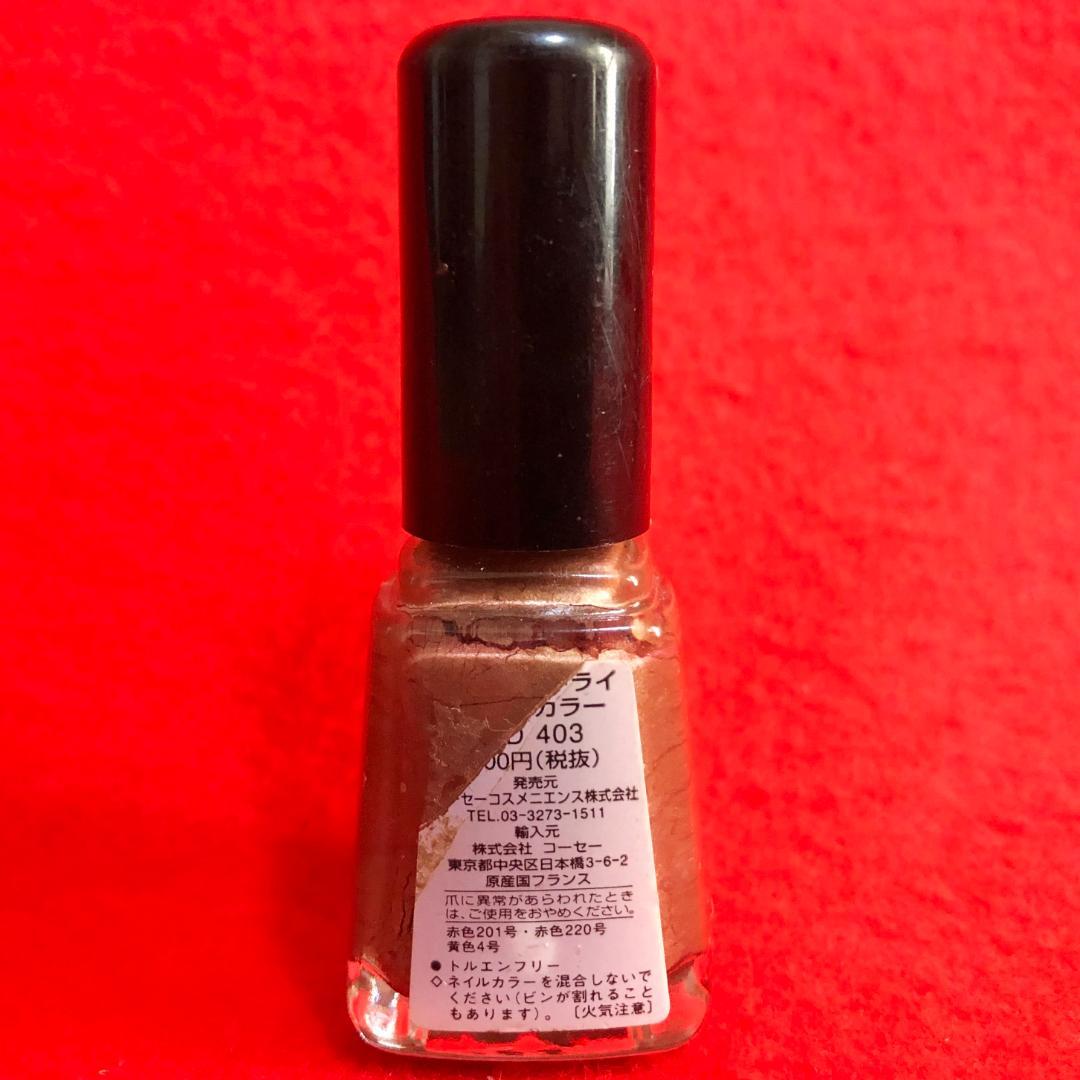 ライ
カラー
D 403
00円(税抜)
発売元
セーコスメニエンス株式会社
TEL.03-3273-1511
輸入元
株式会社 コーセー
東京都中央区日本橋3-6-2
原産国フランス
爪に異常があらわれたとき
は、ご使用をおやめください。
赤色201号・赤色220号
黄色4号
●トルエンフリー
◇ネイルカラーを混合しないで
ください(ビンが割れること
もあります)。 [火気注意]